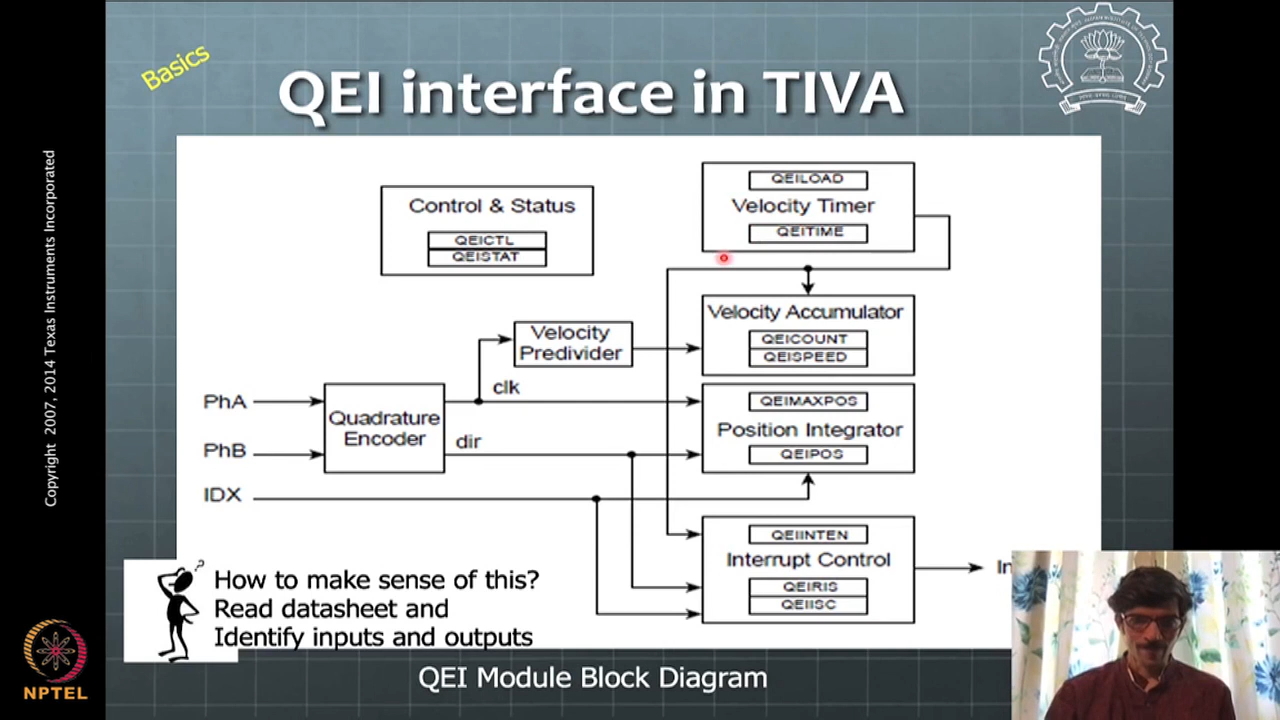 Basics
QEI interface in TIVA
Copyright 2007, 2014 Texas Instruments Incorporated
Control & Status
QEICTL
QEISTAT
QEILOAD
Velocity Timer
QEITIME
Velocity
Predivider
Velocity Accumulator
QEICOUNT
QEISPEED
PhA
PhB
IDX
Quadrature
Encoder
clk
dir
QEIMAXPOS
Position Integrator
QEIPOS
QEIINTEN
Interrupt Control
QEIRIS
QEIISC
In
?
How to make sense of this?
Read datasheet and
Identify inputs and outputs
QEI Module Block Diagram
NPTEL